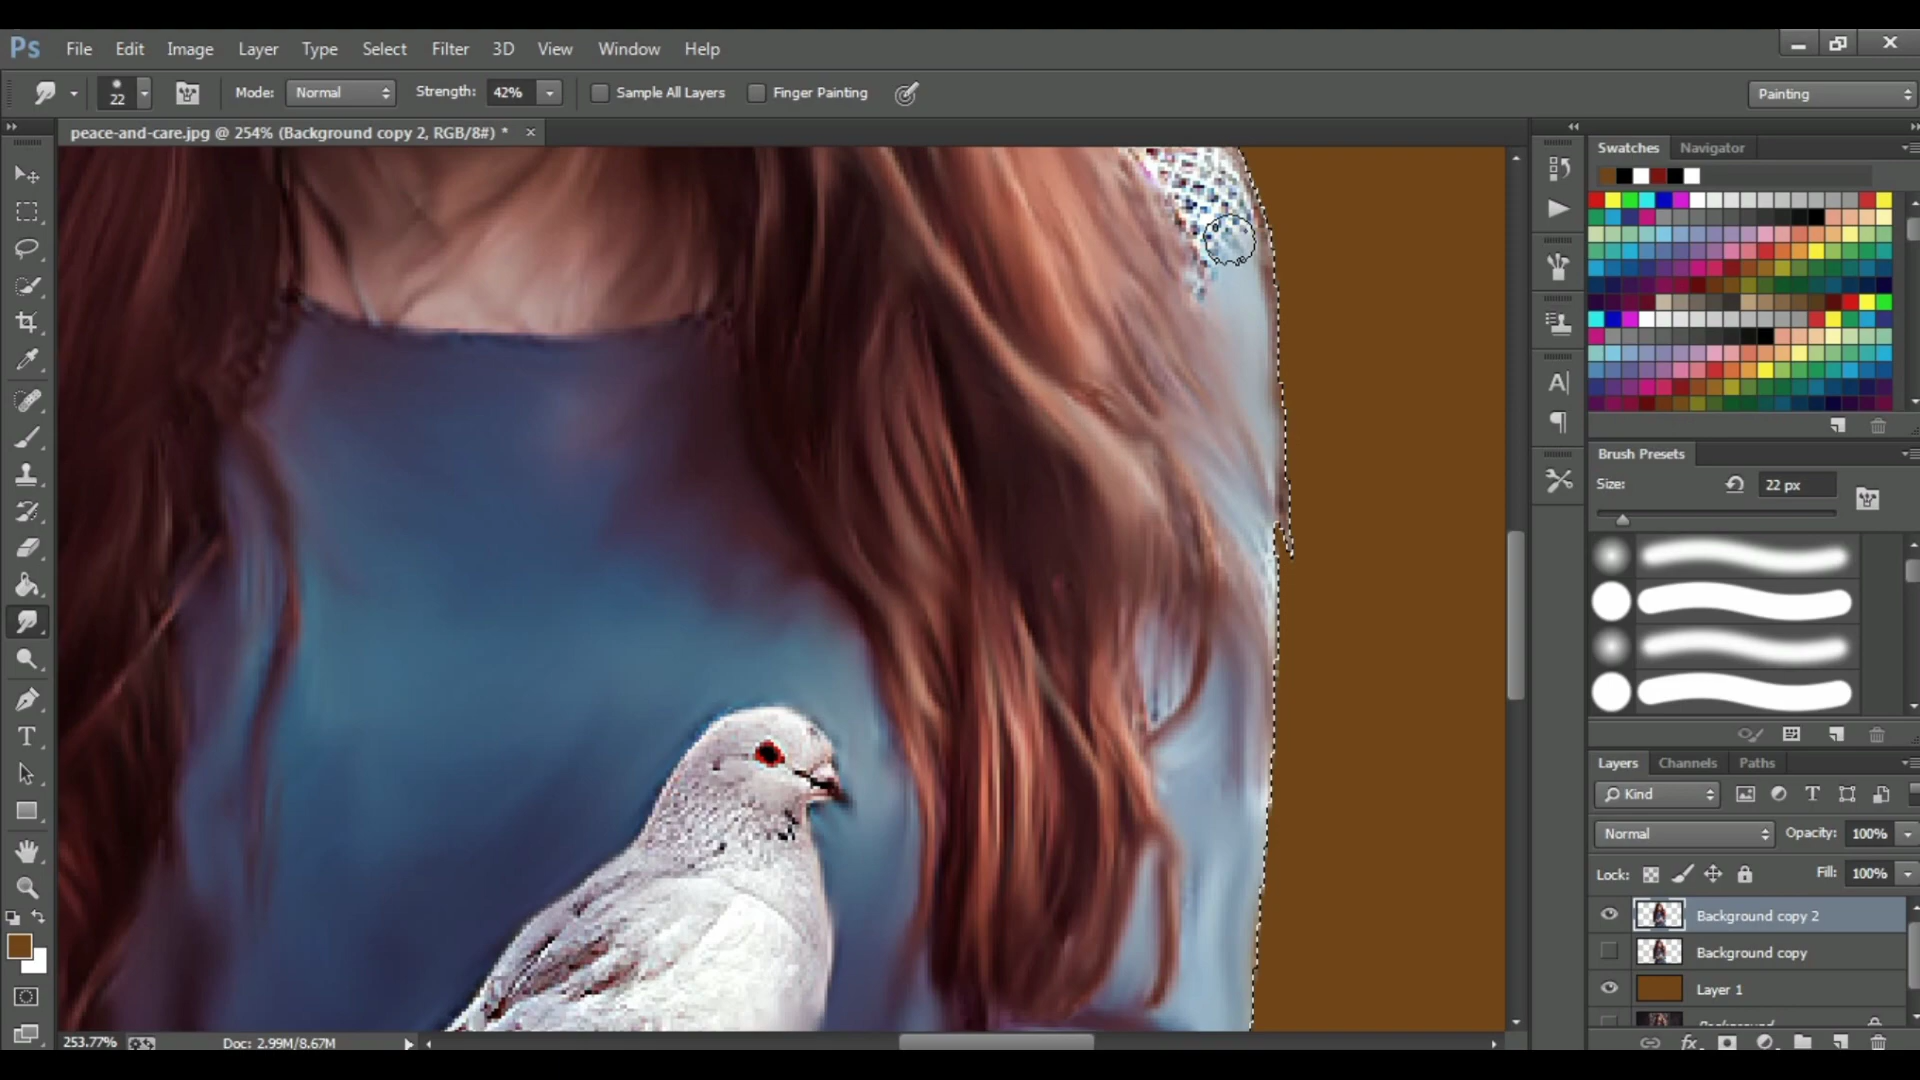 Ps File Edit Image Layer Type Select Filter 3D View Window Help
22 Mode: Normal Strength: 42% Sample All Layers Finger Painting Painting
peace-and-care.jpg @ 254% (Background copy 2, RGB/8#) * ×
Swatches Navigator
Brush Presets
Size: 22 px
Layers Channels Paths
Kind
Normal Opacity: 100%
Lock: Fill: 100%
Background copy 2
Background copy
Layer 1
Background
253.77% Doc: 2.99M/8.67M fx